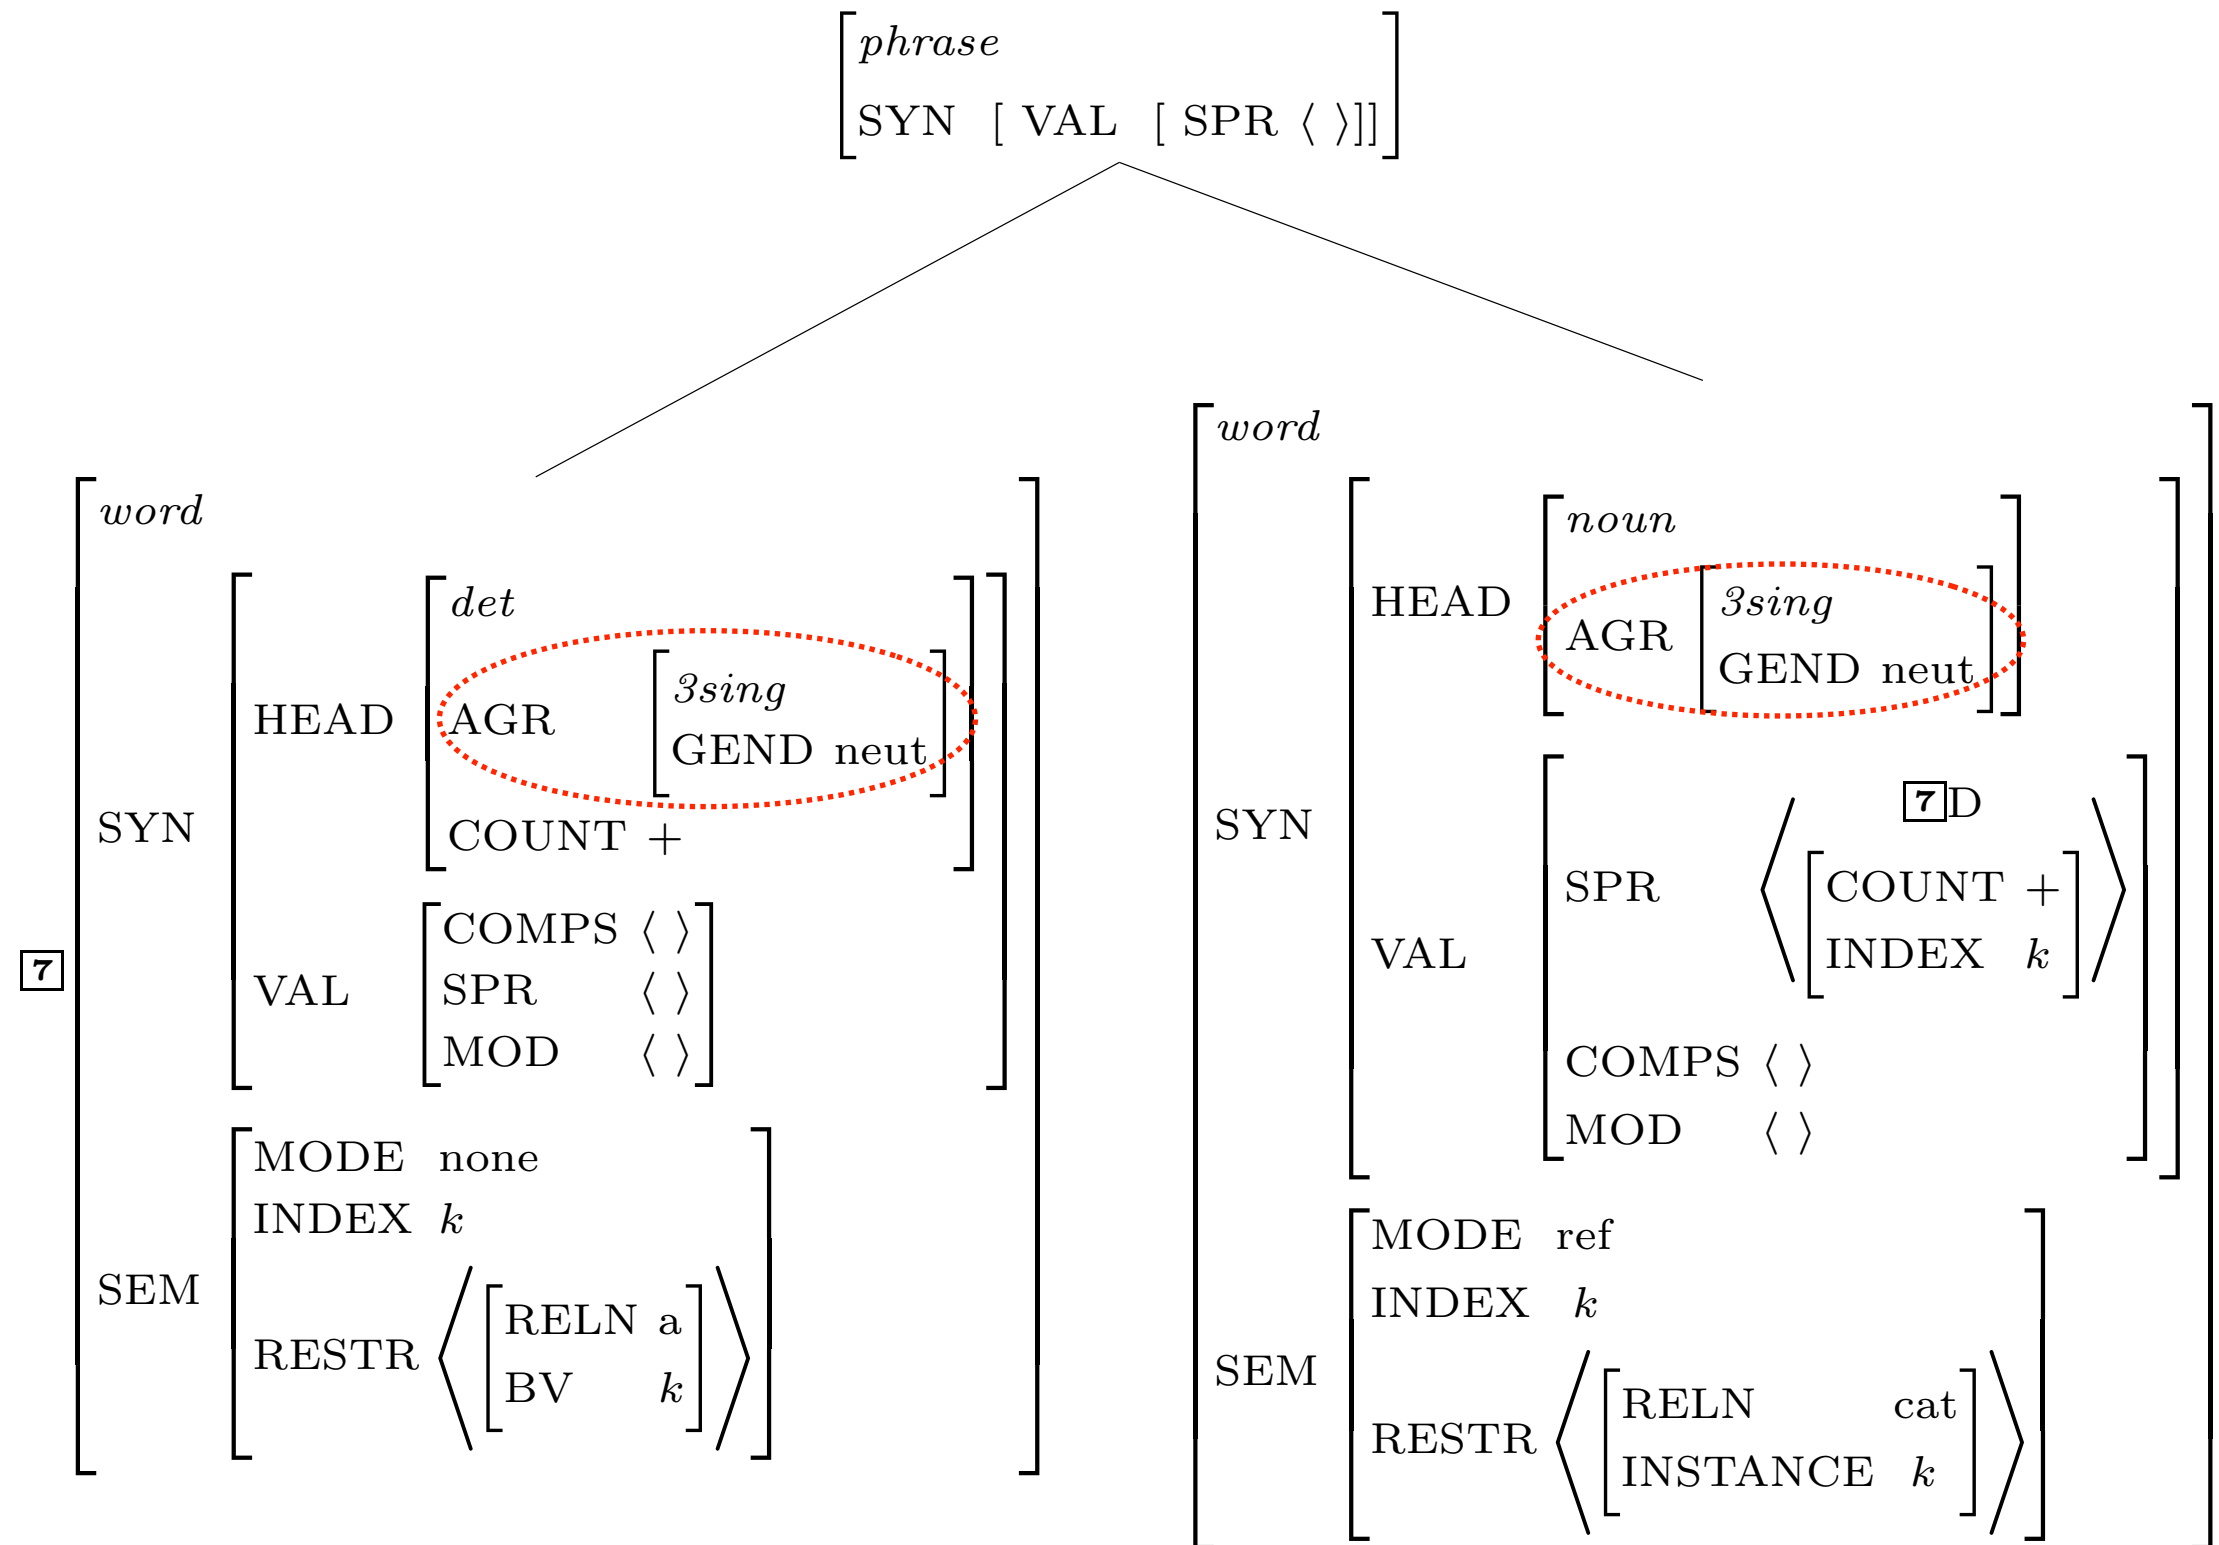 phrase
SYN [ VAL [ SPR ⟨ ⟩]]
7
word
SYN
HEAD
det
AGR
3sing
GEND neut
COUNT +
VAL
COMPS ⟨ ⟩
SPR ⟨ ⟩
MOD ⟨ ⟩
SEM
MODE none
INDEX k
RESTR
RELN a
BV k
word
SYN
HEAD
noun
AGR
3sing
GEND neut
VAL
SPR
7 D
COUNT +
INDEX k
COMPS ⟨ ⟩
MOD ⟨ ⟩
SEM
MODE ref
INDEX k
RESTR
RELN cat
INSTANCE k